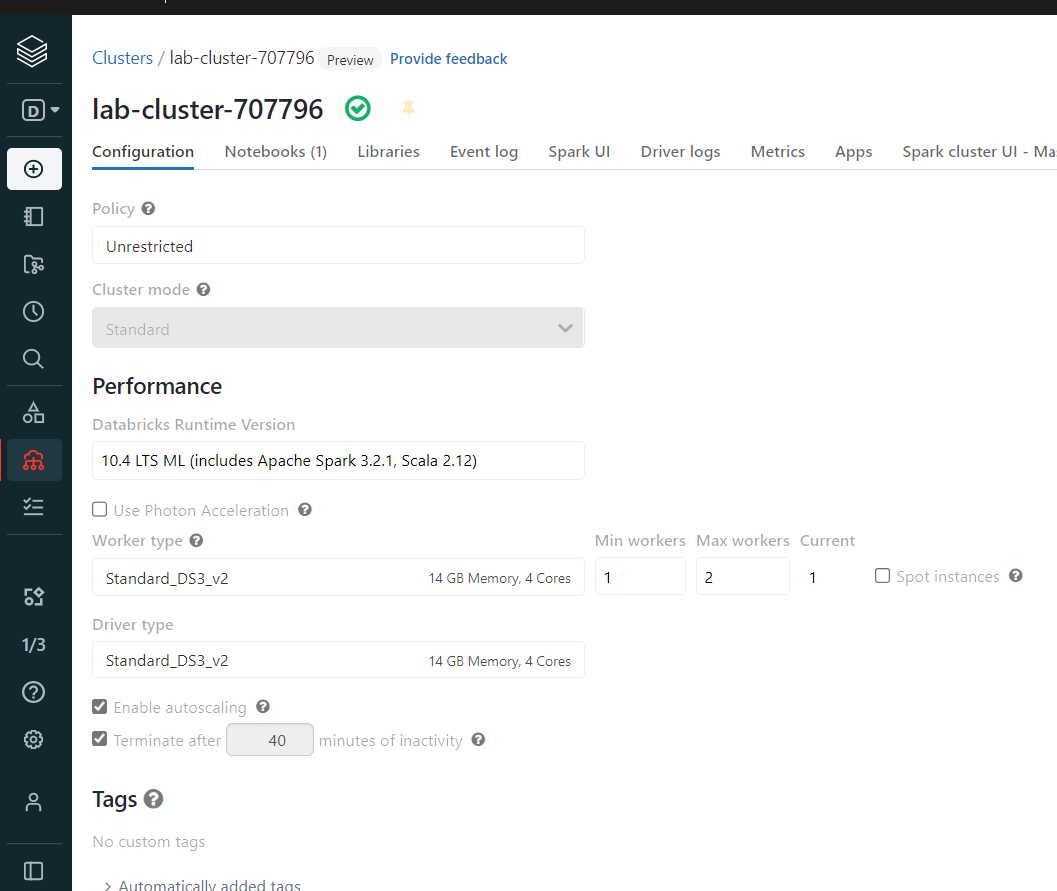 Clusters / lab-cluster-707796 Preview Provide feedback
D
lab-cluster-707796
Configuration Notebooks (1) Libraries Event log Spark UI Driver logs Metrics Apps Spark cluster UI - Ma
Policy ?
Unrestricted
Cluster mode ?
Standard
Performance
Databricks Runtime Version
10.4 LTS ML (includes Apache Spark 3.2.1, Scala 2.12)
Use Photon Acceleration ?
Worker type ? Min workers Max workers Current
Standard_DS3_v2 14 GB Memory, 4 Cores 1 2 1 Spot instances ?
Driver type
1/3
Standard_DS3_v2 14 GB Memory, 4 Cores
Enable autoscaling ?
Terminate after 40 minutes of inactivity ?
Tags ?
No custom tags
Automatically added tags